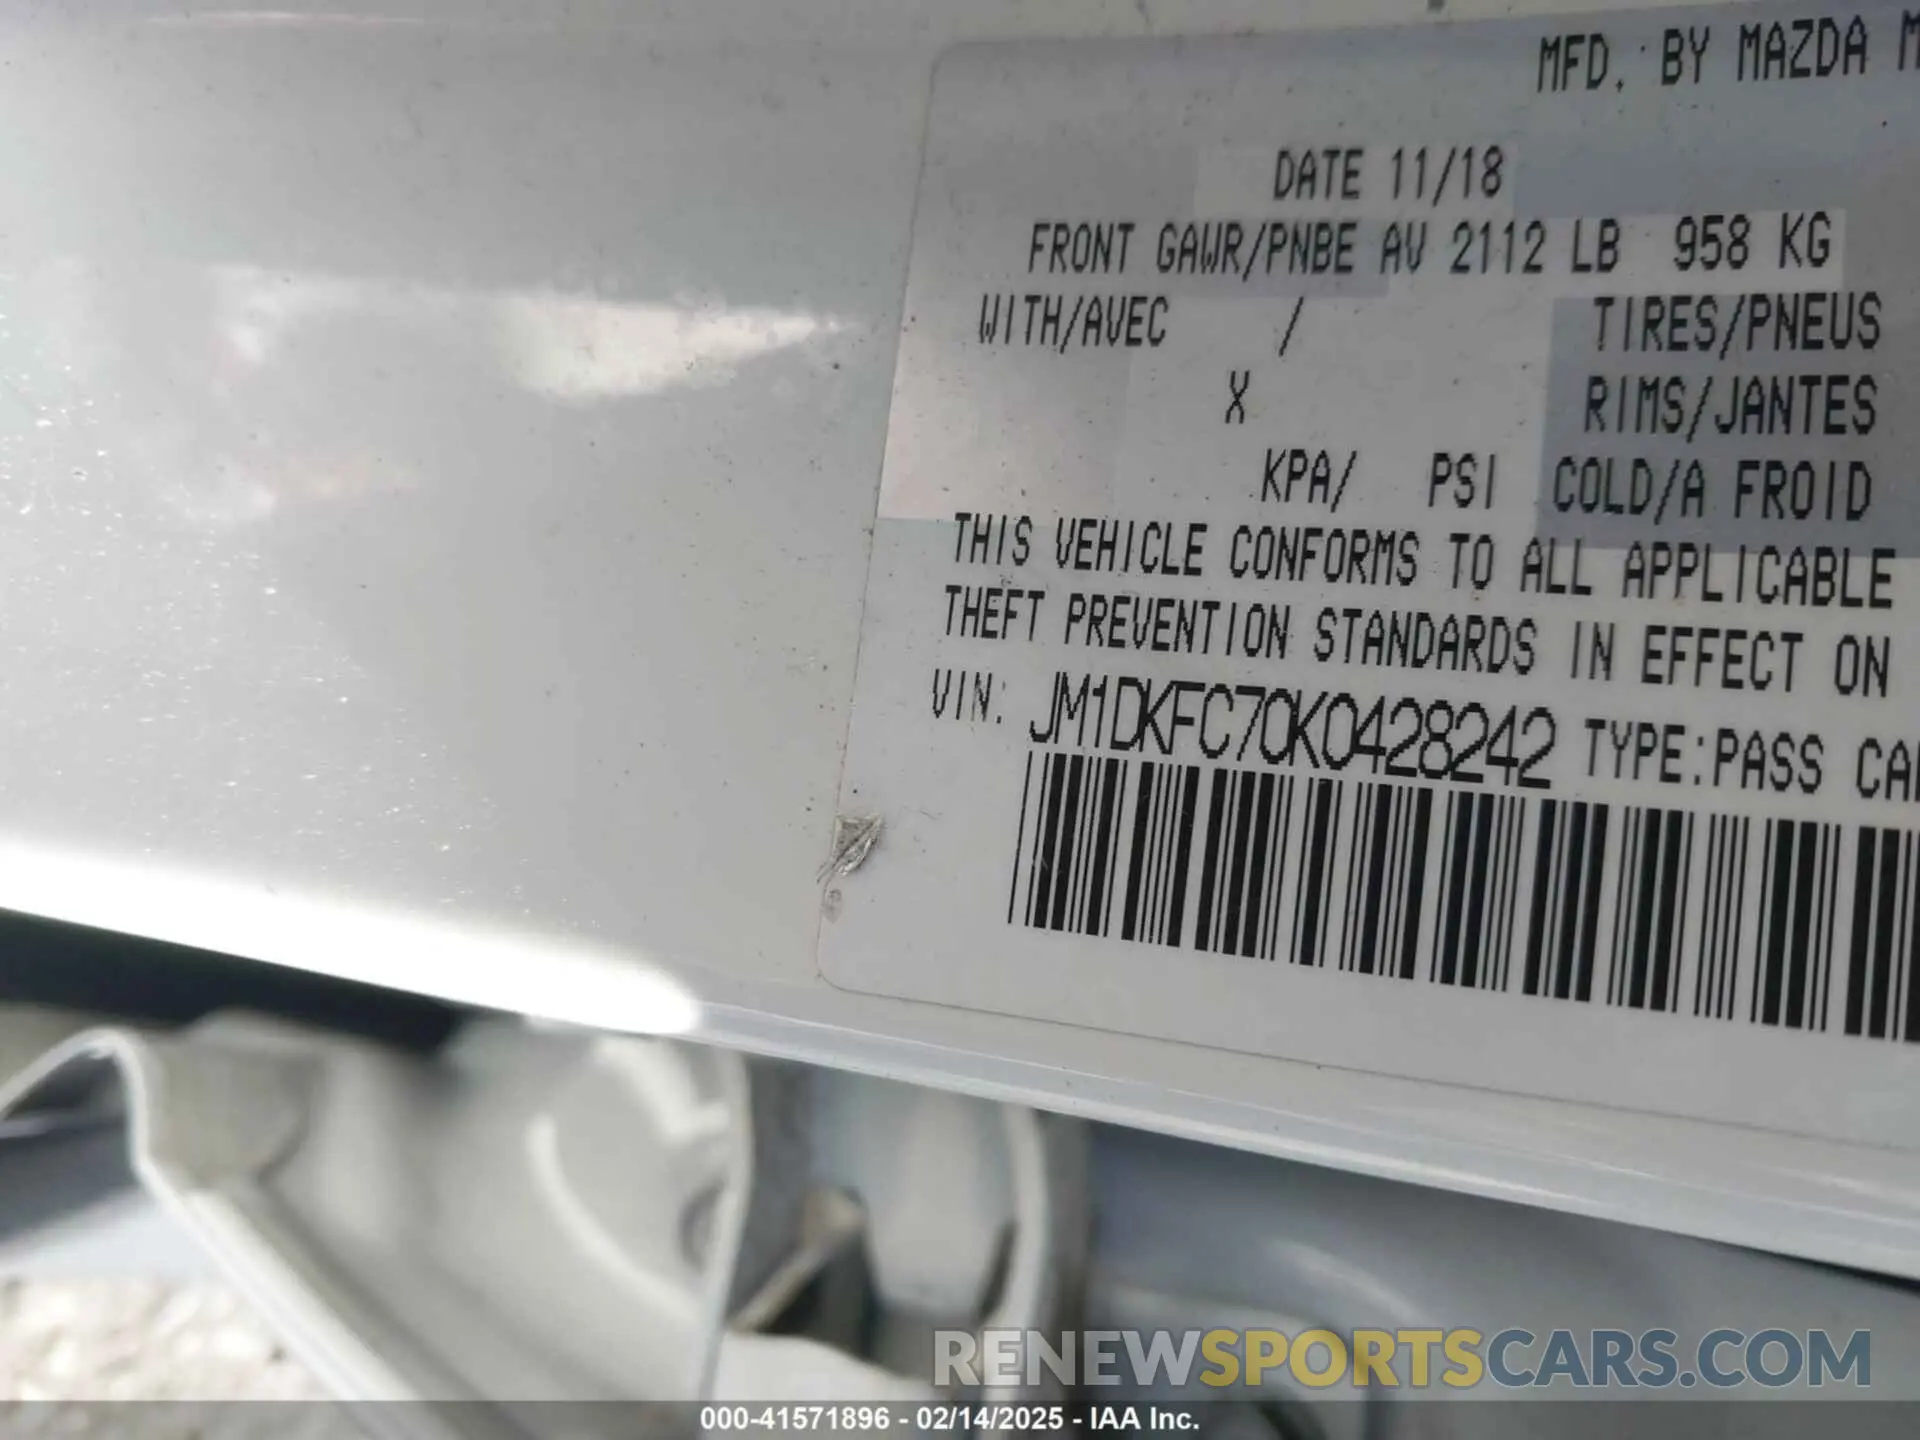 MFD. BY MAZDA M
DATE 11/18
FRONT GAWR/PNBE AV 2112 LB 958 KG
WITH/AVEC / TIRES/PNEUS
X RIMS/JANTES
KPA/ PSI COLD/A FROID
THIS VEHICLE CONFORMS TO ALL APPLICABLE
THEFT PREVENTION STANDARDS IN EFFECT ON
VIN: JM1DKFC70K0428242 TYPE:PASS CA
RENEWSPORTSCARS.COM
000-41571896 - 02/14/2025 - IAA Inc.